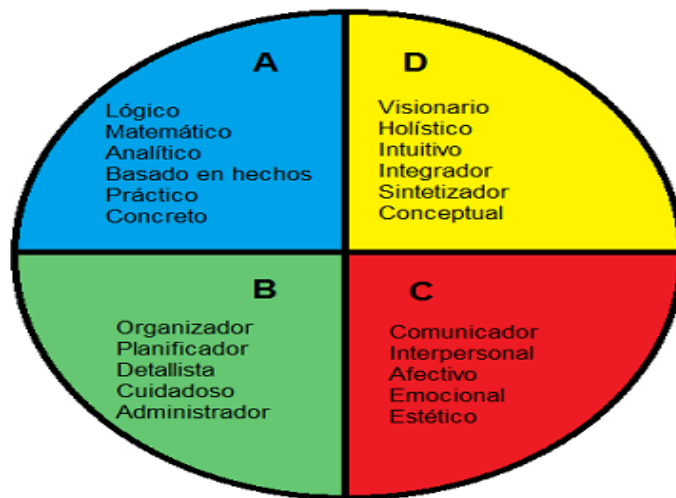 A
Lógico
Matemático
Analítico
Basado en hechos
Práctico
Concreto
D
Visionario
Holístico
Intuitivo
Integrador
Sintetizador
Conceptual
B
Organizador
Planificador
Detallista
Cuidadoso
Administrador
C
Comunicador
Interpersonal
Afectivo
Emocional
Estético